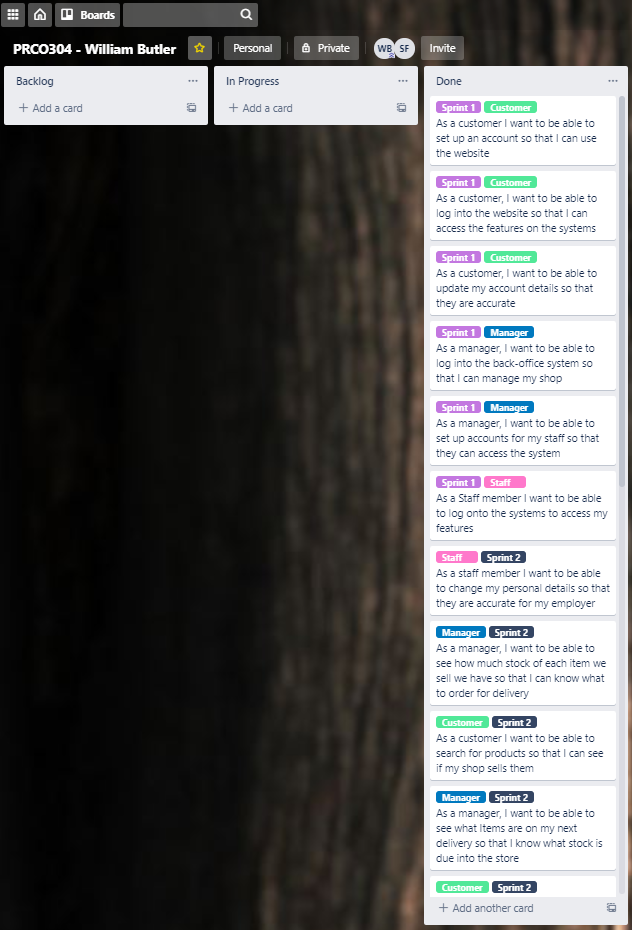 Boards
PRCO304 - William Butler
Personal
Private
WB
SF
Invite
Backlog
+ Add a card
In Progress
+ Add a card
Done
Sprint 1 Customer
As a customer I want to be able to
set up an account so that I can use
the website
Sprint 1 Customer
As a customer, I want to be able to
log into the website so that I can
access the features on the systems
Sprint 1 Customer
As a customer, I want to be able to
update my account details so that
they are accurate
Sprint 1 Manager
As a manager, I want to be able to
log into the back-office system so
that I can manage my shop
Sprint 1 Manager
As a manager, I want to be able to
set up accounts for my staff so that
they can access the system
Sprint 1 Staff
As a Staff member I want to be able
to log onto the systems to access my
features
Staff Sprint 2
As a staff member I want to be able
to change my personal details so that
they are accurate for my employer
Manager Sprint 2
As a manager, I want to be able to
see how much stock of each item we
sell we have so that I can know what
to order for delivery
Customer Sprint 2
As a customer I want to be able to
search for products so that I can see
if my shop sells them
Manager Sprint 2
As a manager, I want to be able to
see what Items are on my next
delivery so that I know what stock is
due into the store
Customer Sprint 2
+ Add another card